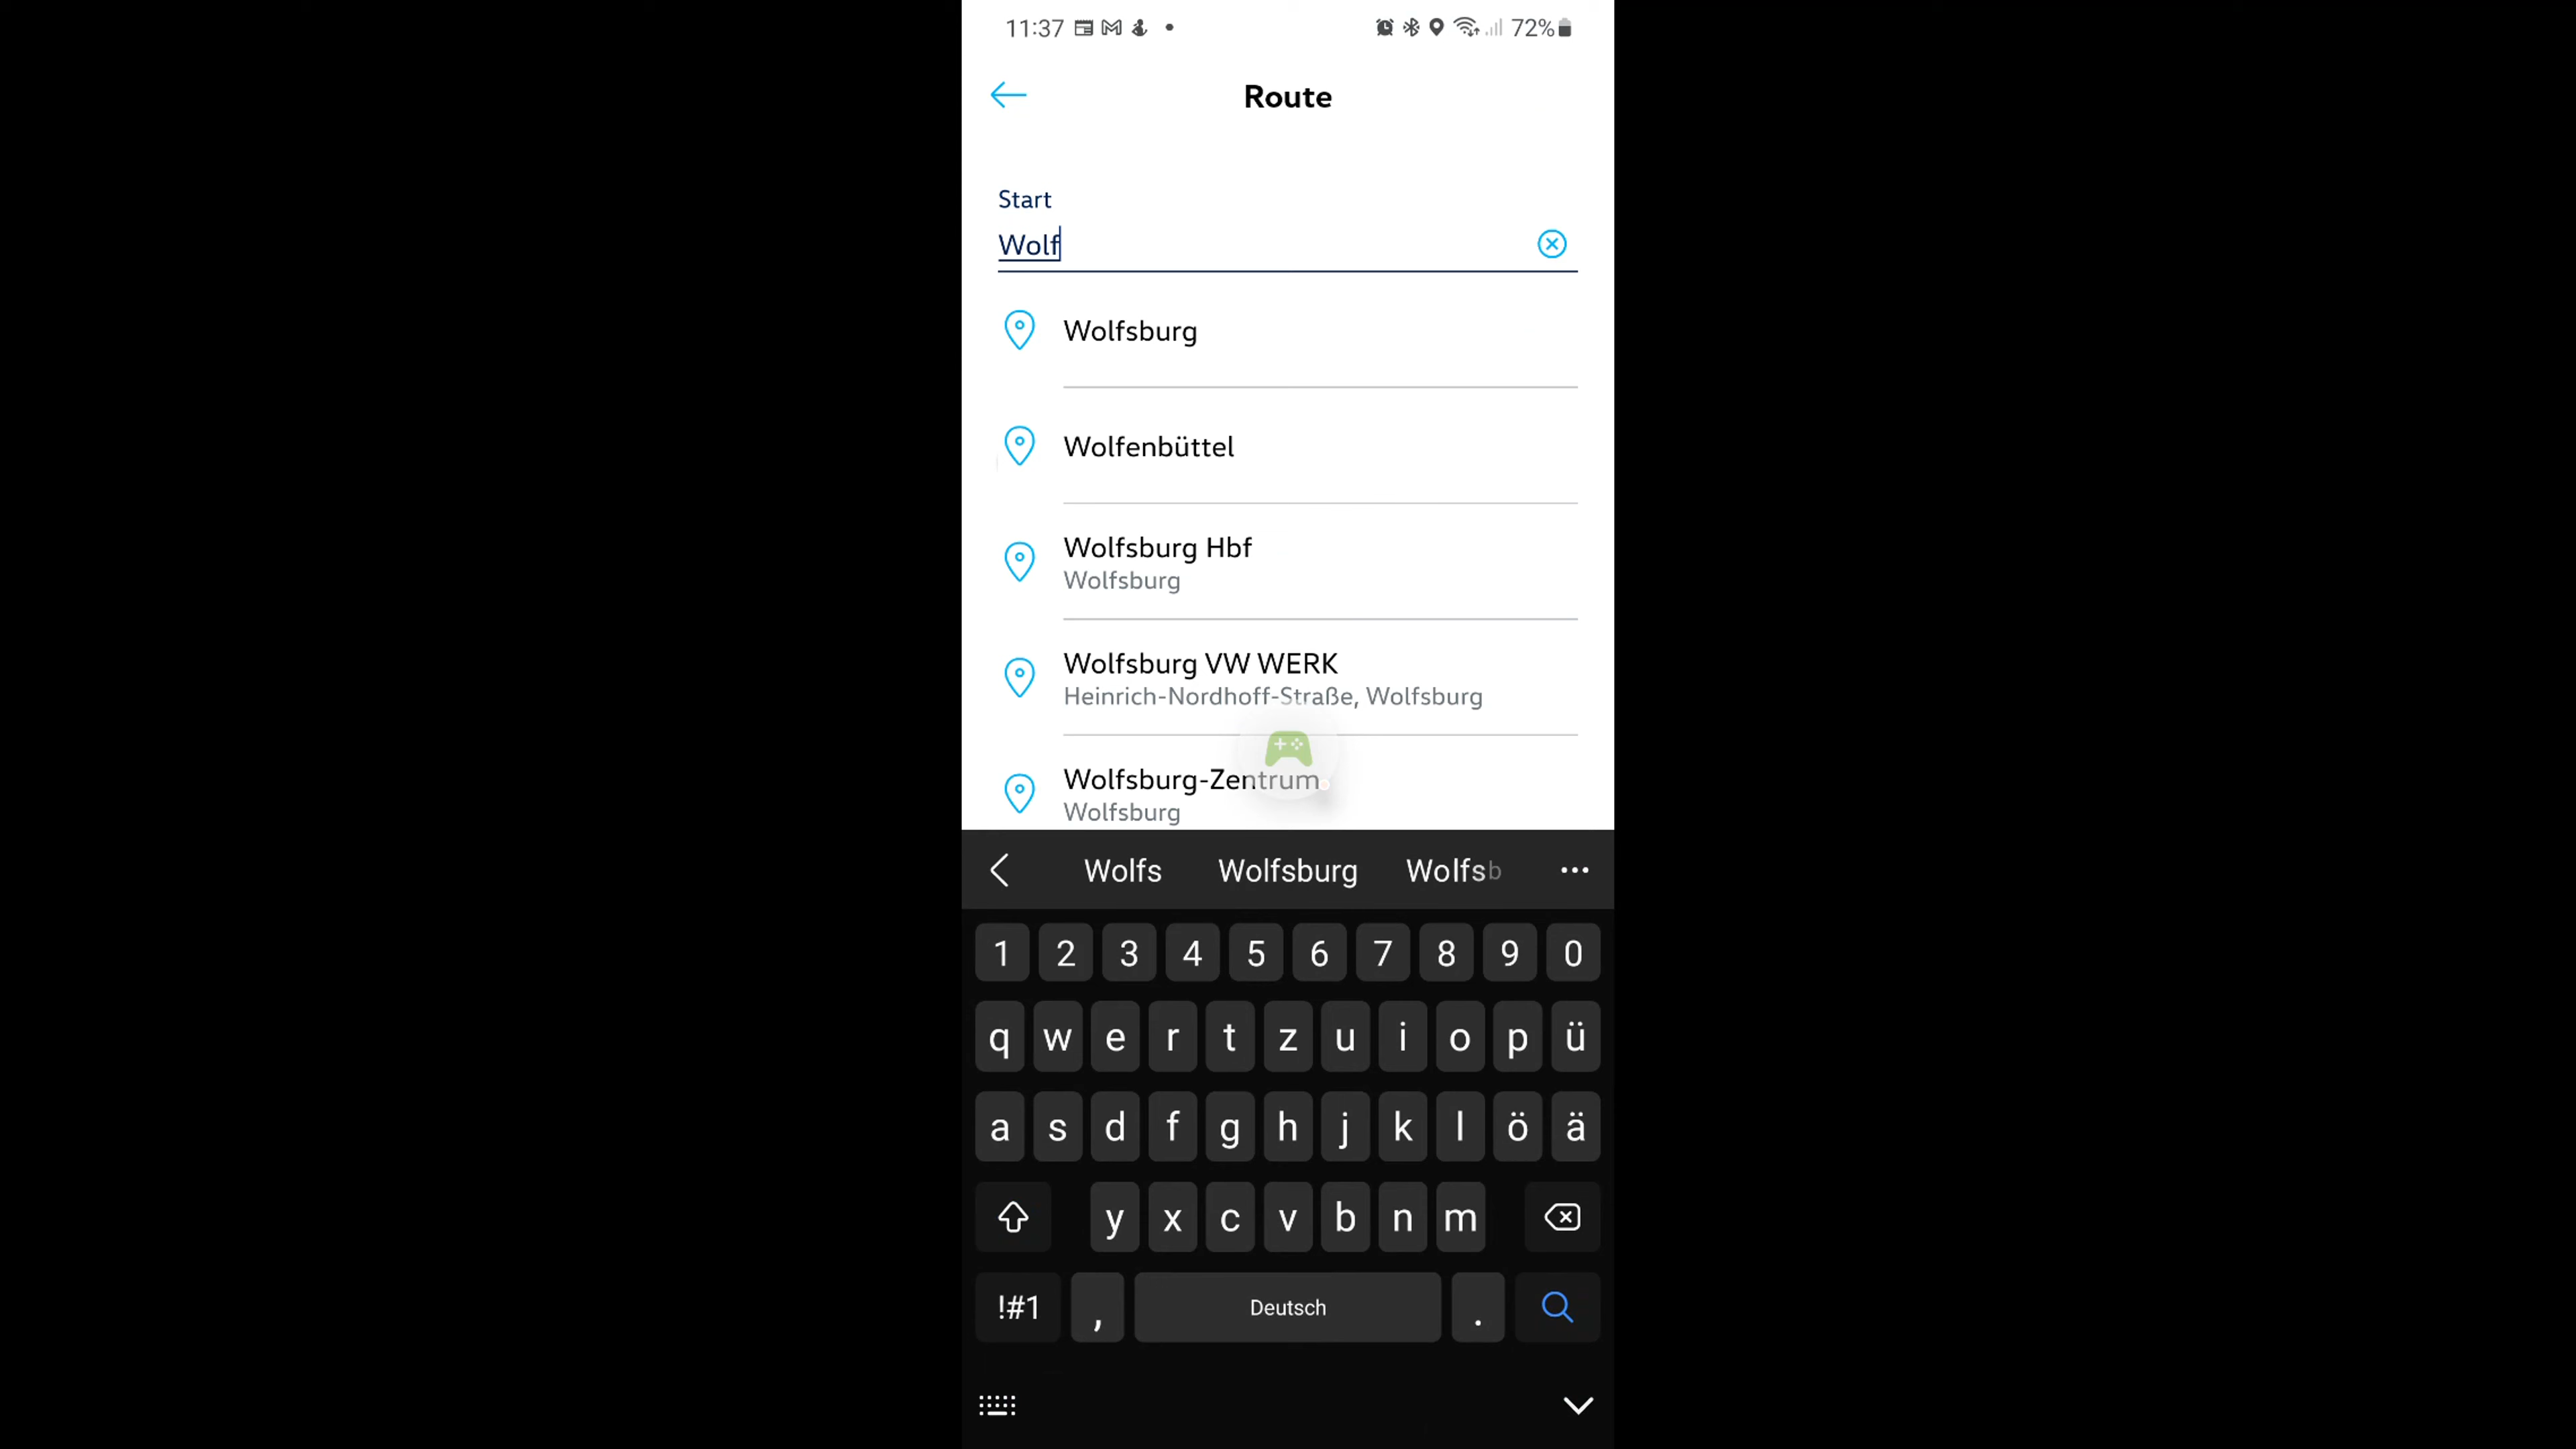 11:37 72%
Route
Start
Wolf
Wolfsburg
Wolfenbüttel
Wolfsburg Hbf
Wolfsburg
Wolfsburg VW WERK
Heinrich-Nordhoff-Straße, Wolfsburg
Wolfsburg-Zentrum
Wolfsburg
Wolfs Wolfsburg Wolfsb ...
1 2 3 4 5 6 7 8 9 0
q w e r t z u i o p ü
a s d f g h j k l ö ä
y x c v b n m
!#1 , Deutsch .